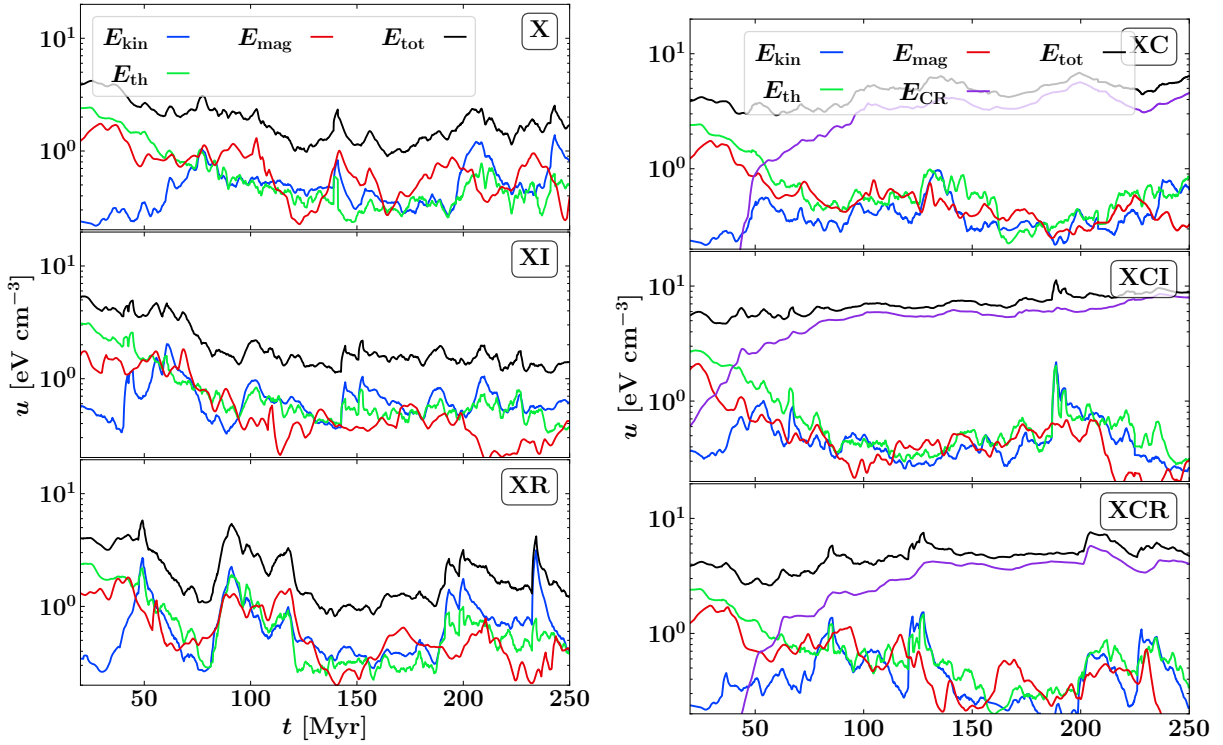 X
E_kin E_mag E_tot
E_th
10^1
10^0
XI
10^1
10^0
XR
10^1
10^0
50 100 150 200 250
t [Myr]
u [eV cm^−3]
XC
E_kin E_mag E_tot
E_th E_CR
10^1
10^0
XCI
10^1
10^0
XCR
10^1
10^0
50 100 150 200 250
t [Myr]
u [eV cm^−3]